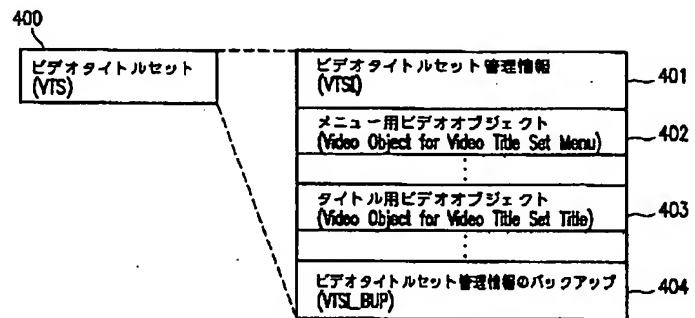 400
ビデオタイトルセット
(VTS)
ビデオタイトルセット管理情報
(VTSI)
401
メニュー用ビデオオブジェクト
(Video Object for Video Title Set Menu)
402
タイトル用ビデオオブジェクト
(Video Object for Video Title Set Title)
403
ビデオタイトルセット管理情報のバックアップ
(VTSI_BUP)
404